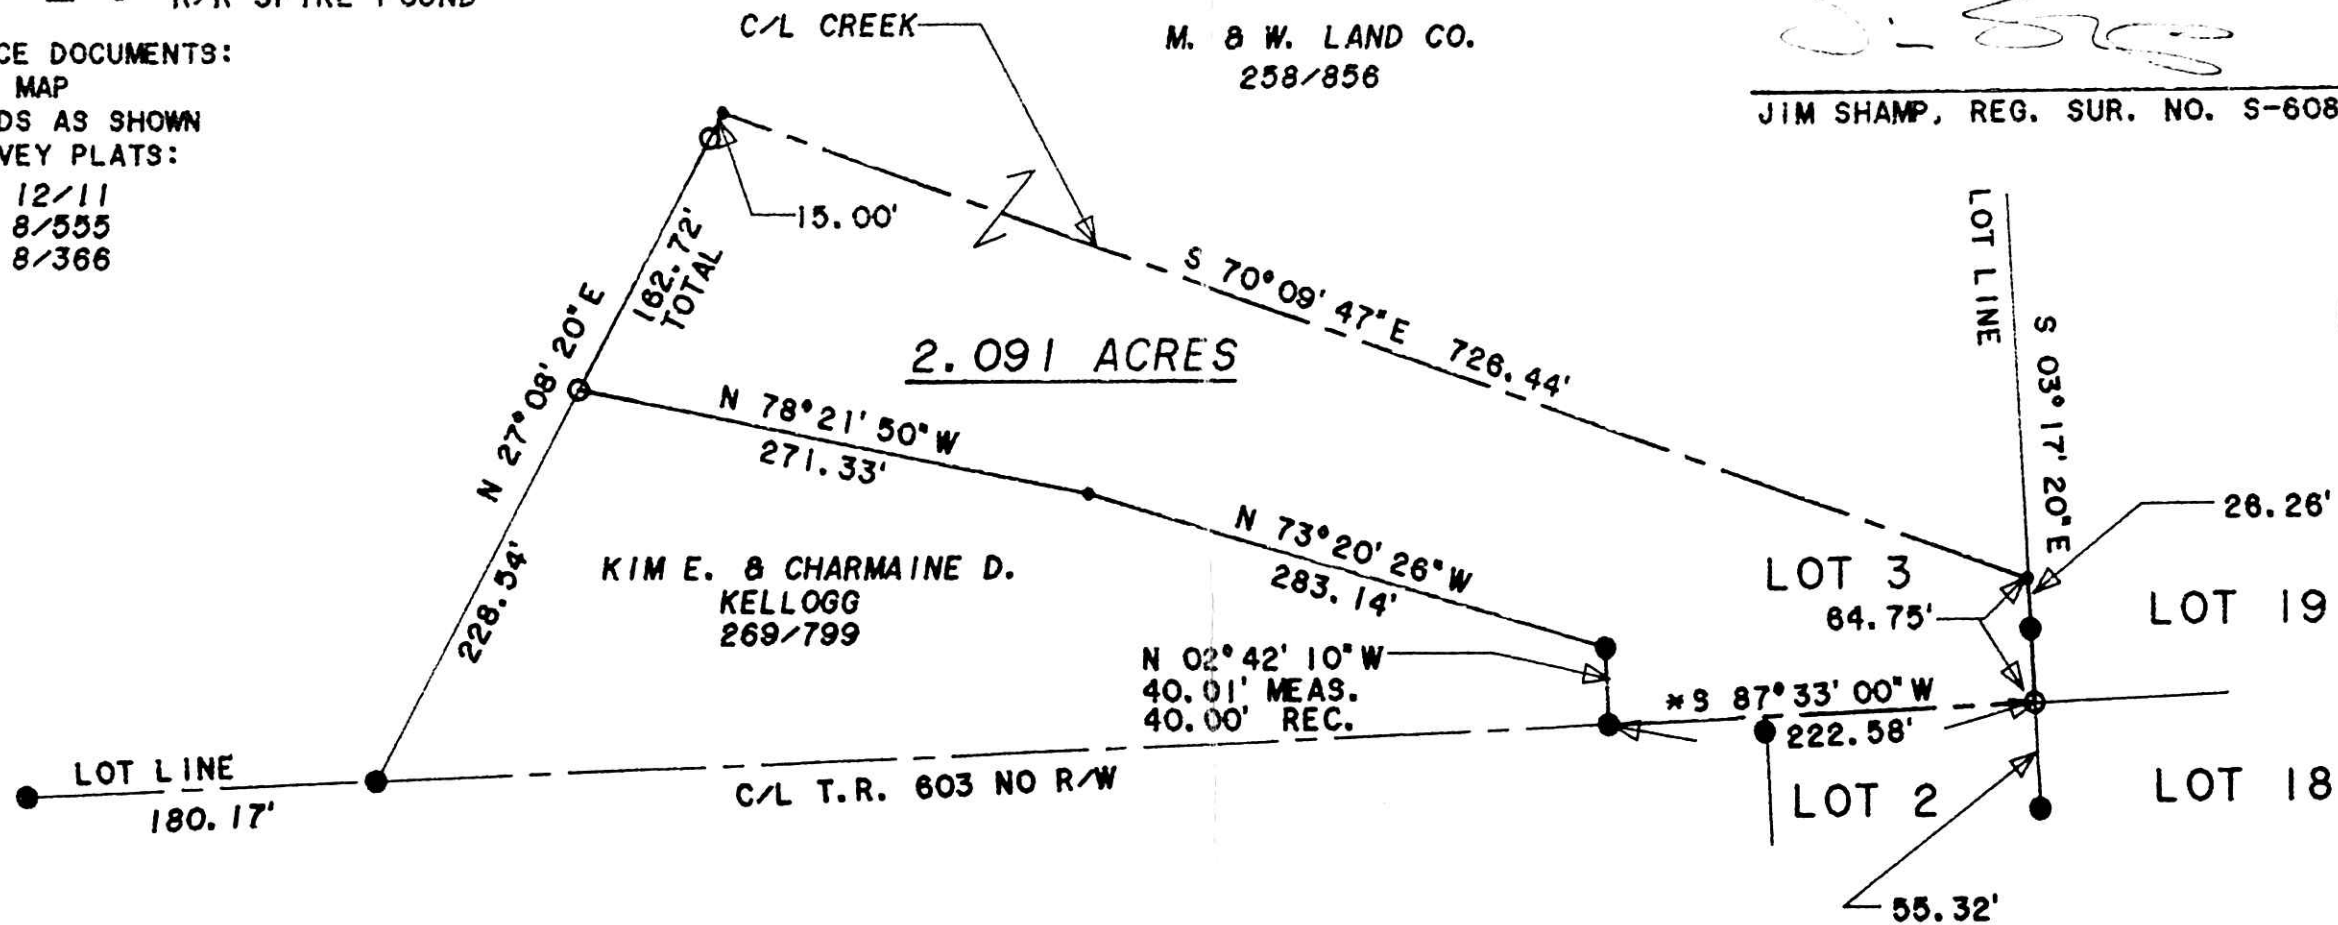 R/R SPIKE FOUND
CE DOCUMENTS:
MAP
DS AS SHOWN
VEY PLATS:
12/11
8/555
8/366
C/L CREEK
M. & W. LAND CO.
258/856
JIM SHAMP, REG. SUR. NO. S-608
15.00'
162.72'
TOTAL
N 27°08'20"E
228.54'
S 70°09'47"E 726.44'
2.091 ACRES
N 78°21'50"W
271.33'
N 73°20'26"W
283.14'
KIM E. & CHARMAINE D.
KELLOGG
269/799
N 02°42'10"W
40.01' MEAS.
40.00' REC.
LOT LINE
S 03°17'20"E
26.26'
LOT 3
64.75'
LOT 19
*S 87°33'00"W
222.58'
LOT LINE
180.17'
C/L T.R. 603 NO R/W
LOT 2
LOT 18
55.32'